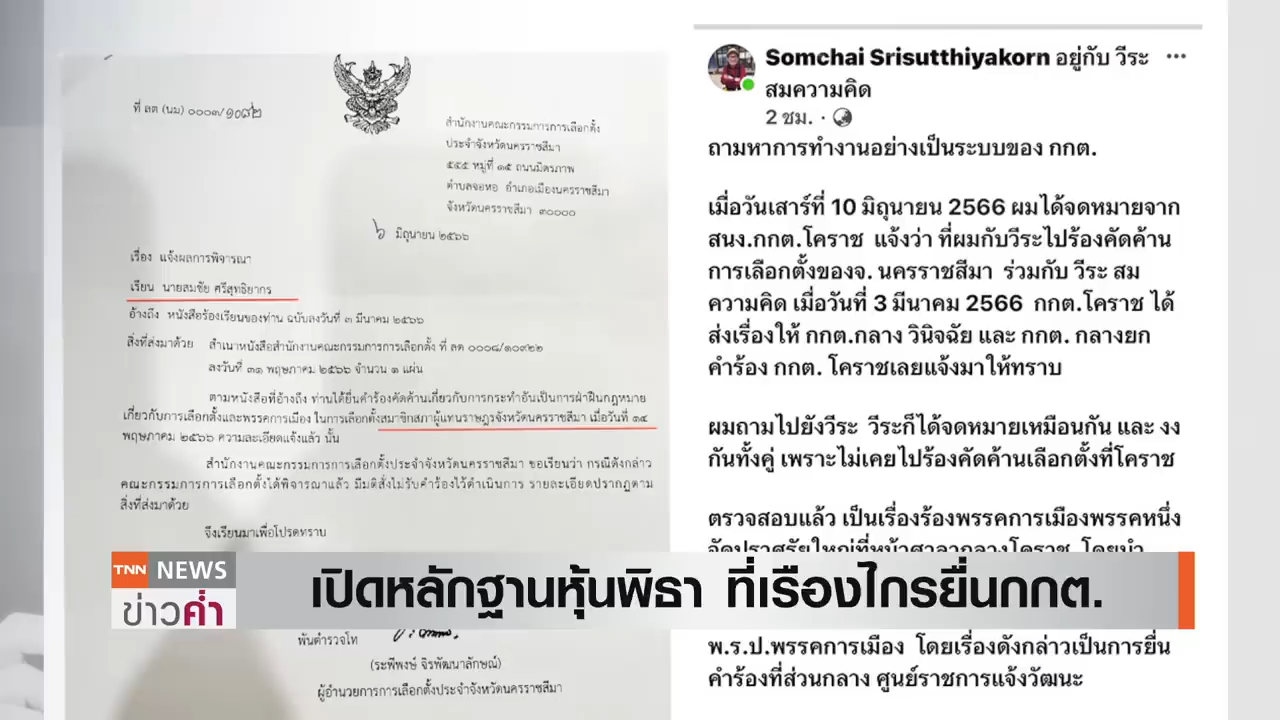 ที่ ลต (นม) ๐๐๐๓/๑๐๘๒
สำนักงานคณะกรรมการการเลือกตั้ง
ประจำจังหวัดนครราชสีมา
๕๔๕ หมู่ที่ ๑๕ ถนนมิตรภาพ
ตำบลจอหอ อำเภอเมืองนครราชสีมา
จังหวัดนครราชสีมา ๓๐๐๐๐
๖ มิถุนายน ๒๕๖๖
เรื่อง แจ้งผลการพิจารณา
เรียน นายสมชัย ศรีสุทธิยากร
อ้างถึง หนังสือร้องเรียนของท่าน ฉบับลงวันที่ ๓ มีนาคม ๒๕๖๖
สิ่งที่ส่งมาด้วย สำเนาหนังสือสำนักงานคณะกรรมการการเลือกตั้ง ที่ ลต ๐๐๐๘/๑๐๙๒๒
ลงวันที่ ๓๑ พฤษภาคม ๒๕๖๖ จำนวน ๑ แผ่น
ตามหนังสือที่อ้างถึง ท่านได้ยื่นคำร้องคัดค้านเกี่ยวกับการกระทำอันเป็นการฝ่าฝืนกฎหมาย
เกี่ยวกับการเลือกตั้งและพรรคการเมือง ในการเลือกตั้งสมาชิกสภาผู้แทนราษฎรจังหวัดนครราชสีมา เมื่อวันที่ ๑๔
พฤษภาคม ๒๕๖๖ ความละเอียดแจ้งแล้ว นั้น
สำนักงานคณะกรรมการการเลือกตั้งประจำจังหวัดนครราชสีมา ขอเรียนว่า กรณีดังกล่าว
คณะกรรมการการเลือกตั้งได้พิจารณาแล้ว มีมติสั่งไม่รับคำร้องไว้ดำเนินการ รายละเอียดปรากฏตาม
สิ่งที่ส่งมาด้วย
จึงเรียนมาเพื่อโปรดทราบ
พันตำรวจโท
(ระพีพงษ์ จิรพัฒนาลักษณ์)
ผู้อำนวยการการเลือกตั้งประจำจังหวัดนครราชสีมา
Somchai Srisutthiyakorn อยู่กับ วีระ
สมความคิด
2 ชม. ·
ถามหาการทำงานอย่างเป็นระบบของ กกต.
เมื่อวันเสาร์ที่ 10 มิถุนายน 2566 ผมได้จดหมายจาก
สนง.กกต.โคราช แจ้งว่า ที่ผมกับวีระไปร้องคัดค้าน
การเลือกตั้งของจ. นครราชสีมา ร่วมกับ วีระ สม
ความคิด เมื่อวันที่ 3 มีนาคม 2566 กกต.โคราช ได้
ส่งเรื่องให้ กกต.กลาง วินิจฉัย และ กกต. กลางยก
คำร้อง กกต. โคราชเลยแจ้งมาให้ทราบ
ผมถามไปยังวีระ วีระก็ได้จดหมายเหมือนกัน และ งง
กันทั้งคู่ เพราะไม่เคยไปร้องคัดค้านเลือกตั้งที่โคราช
ตรวจสอบแล้ว เป็นเรื่องร้องพรรคการเมืองพรรคหนึ่ง
จัดปราศรัยใหญ่ที่หน้าศาลากลางโคราช โดยนำ
พ.ร.ป.พรรคการเมือง โดยเรื่องดังกล่าวเป็นการยื่น
คำร้องที่ส่วนกลาง ศูนย์ราชการแจ้งวัฒนะ
TNN NEWS
ข่าวค่ำ
เปิดหลักฐานหุ้นพิธา ที่เรืองไกรยื่นกกต.